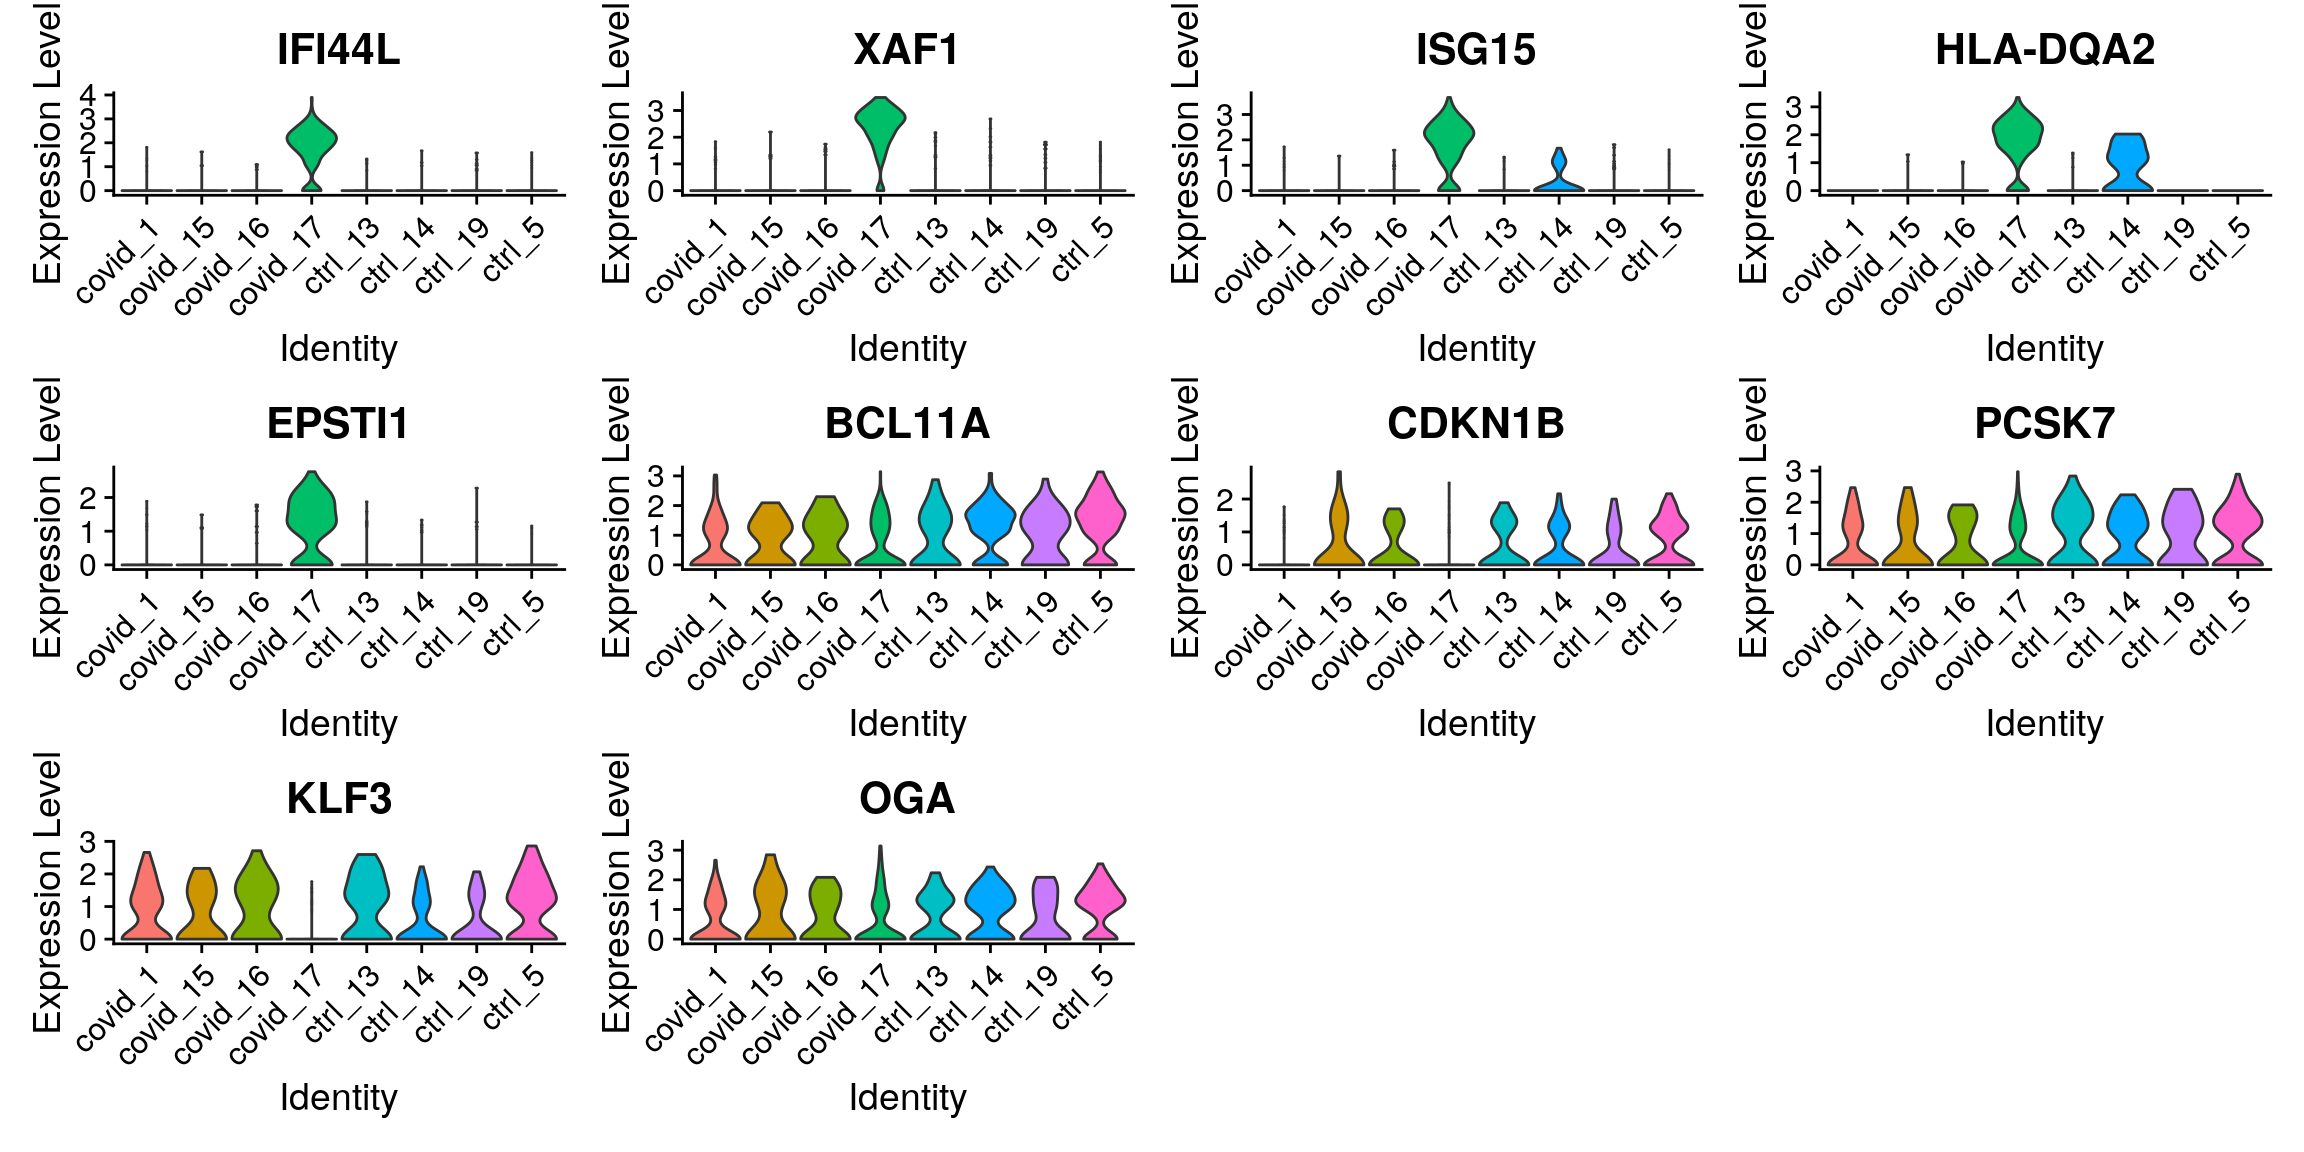 IFI44L
Expression Level
4
3
2
1
0
covid_1
covid_15
covid_16
covid_17
ctrl_13
ctrl_14
ctrl_19
ctrl_5
Identity
XAF1
Expression Level
3
2
1
0
covid_1
covid_15
covid_16
covid_17
ctrl_13
ctrl_14
ctrl_19
ctrl_5
Identity
ISG15
Expression Level
3
2
1
0
covid_1
covid_15
covid_16
covid_17
ctrl_13
ctrl_14
ctrl_19
ctrl_5
Identity
HLA-DQA2
Expression Level
3
2
1
0
covid_1
covid_15
covid_16
covid_17
ctrl_13
ctrl_14
ctrl_19
ctrl_5
Identity
EPSTI1
Expression Level
2
1
0
covid_1
covid_15
covid_16
covid_17
ctrl_13
ctrl_14
ctrl_19
ctrl_5
Identity
BCL11A
Expression Level
3
2
1
0
covid_1
covid_15
covid_16
covid_17
ctrl_13
ctrl_14
ctrl_19
ctrl_5
Identity
CDKN1B
Expression Level
2
1
0
covid_1
covid_15
covid_16
covid_17
ctrl_13
ctrl_14
ctrl_19
ctrl_5
Identity
PCSK7
Expression Level
3
2
1
0
covid_1
covid_15
covid_16
covid_17
ctrl_13
ctrl_14
ctrl_19
ctrl_5
Identity
KLF3
Expression Level
3
2
1
0
covid_1
covid_15
covid_16
covid_17
ctrl_13
ctrl_14
ctrl_19
ctrl_5
Identity
OGA
Expression Level
3
2
1
0
covid_1
covid_15
covid_16
covid_17
ctrl_13
ctrl_14
ctrl_19
ctrl_5
Identity